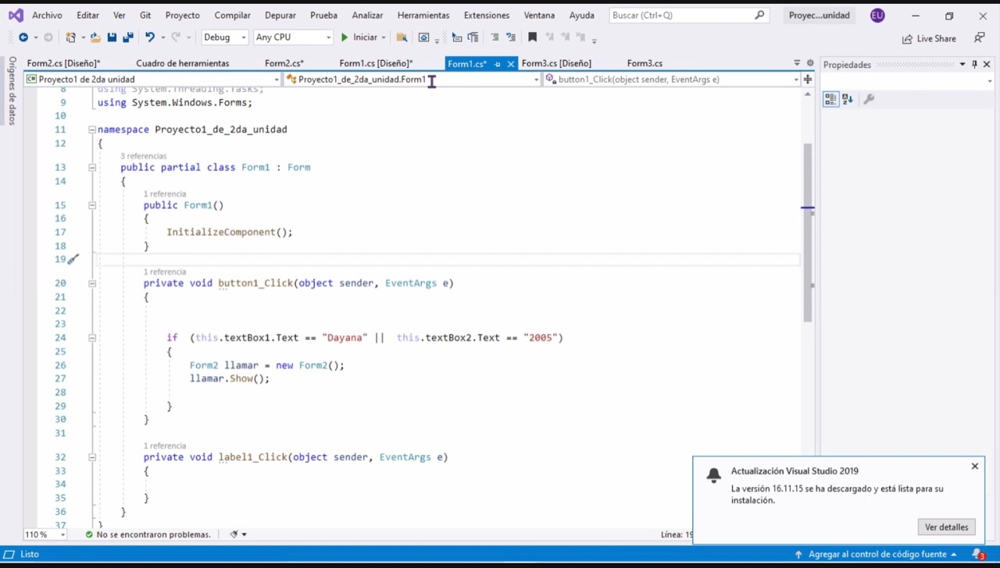 Archivo Editar Ver Git Proyecto Compilar Depurar Prueba Analizar Herramientas Extensiones Ventana Ayuda Buscar (Ctrl+Q) Proyec...unidad EU
Debug Any CPU Iniciar Live Share
Form2.cs [Diseño]* Cuadro de herramientas Form2.cs* Form1.cs [Diseño]* Form1.cs* Form3.cs [Diseño] Form3.cs Propiedades
Orígenes de datos
Proyecto1 de 2da unidad Proyecto1_de_2da_unidad.Form1 button1_Click(object sender, EventArgs e)
8 using System.Threading.Tasks;
9 using System.Windows.Forms;
10
11 namespace Proyecto1_de_2da_unidad
12 {
3 referencias
13 public partial class Form1 : Form
14 {
1 referencia
15 public Form1()
16 {
17 InitializeComponent();
18 }
19
1 referencia
20 private void button1_Click(object sender, EventArgs e)
21 {
22
23
24 if (this.textBox1.Text == "Dayana" || this.textBox2.Text == "2005")
25 {
26 Form2 llamar = new Form2();
27 llamar.Show();
28
29 }
30 }
31
1 referencia
32 private void label1_Click(object sender, EventArgs e)
33 {
34
35 }
36 }
37 }
Actualización Visual Studio 2019
La versión 16.11.15 se ha descargado y está lista para su
instalación.
Ver detalles
110 % No se encontraron problemas. Línea: 19
Listo Agregar al control de código fuente 3